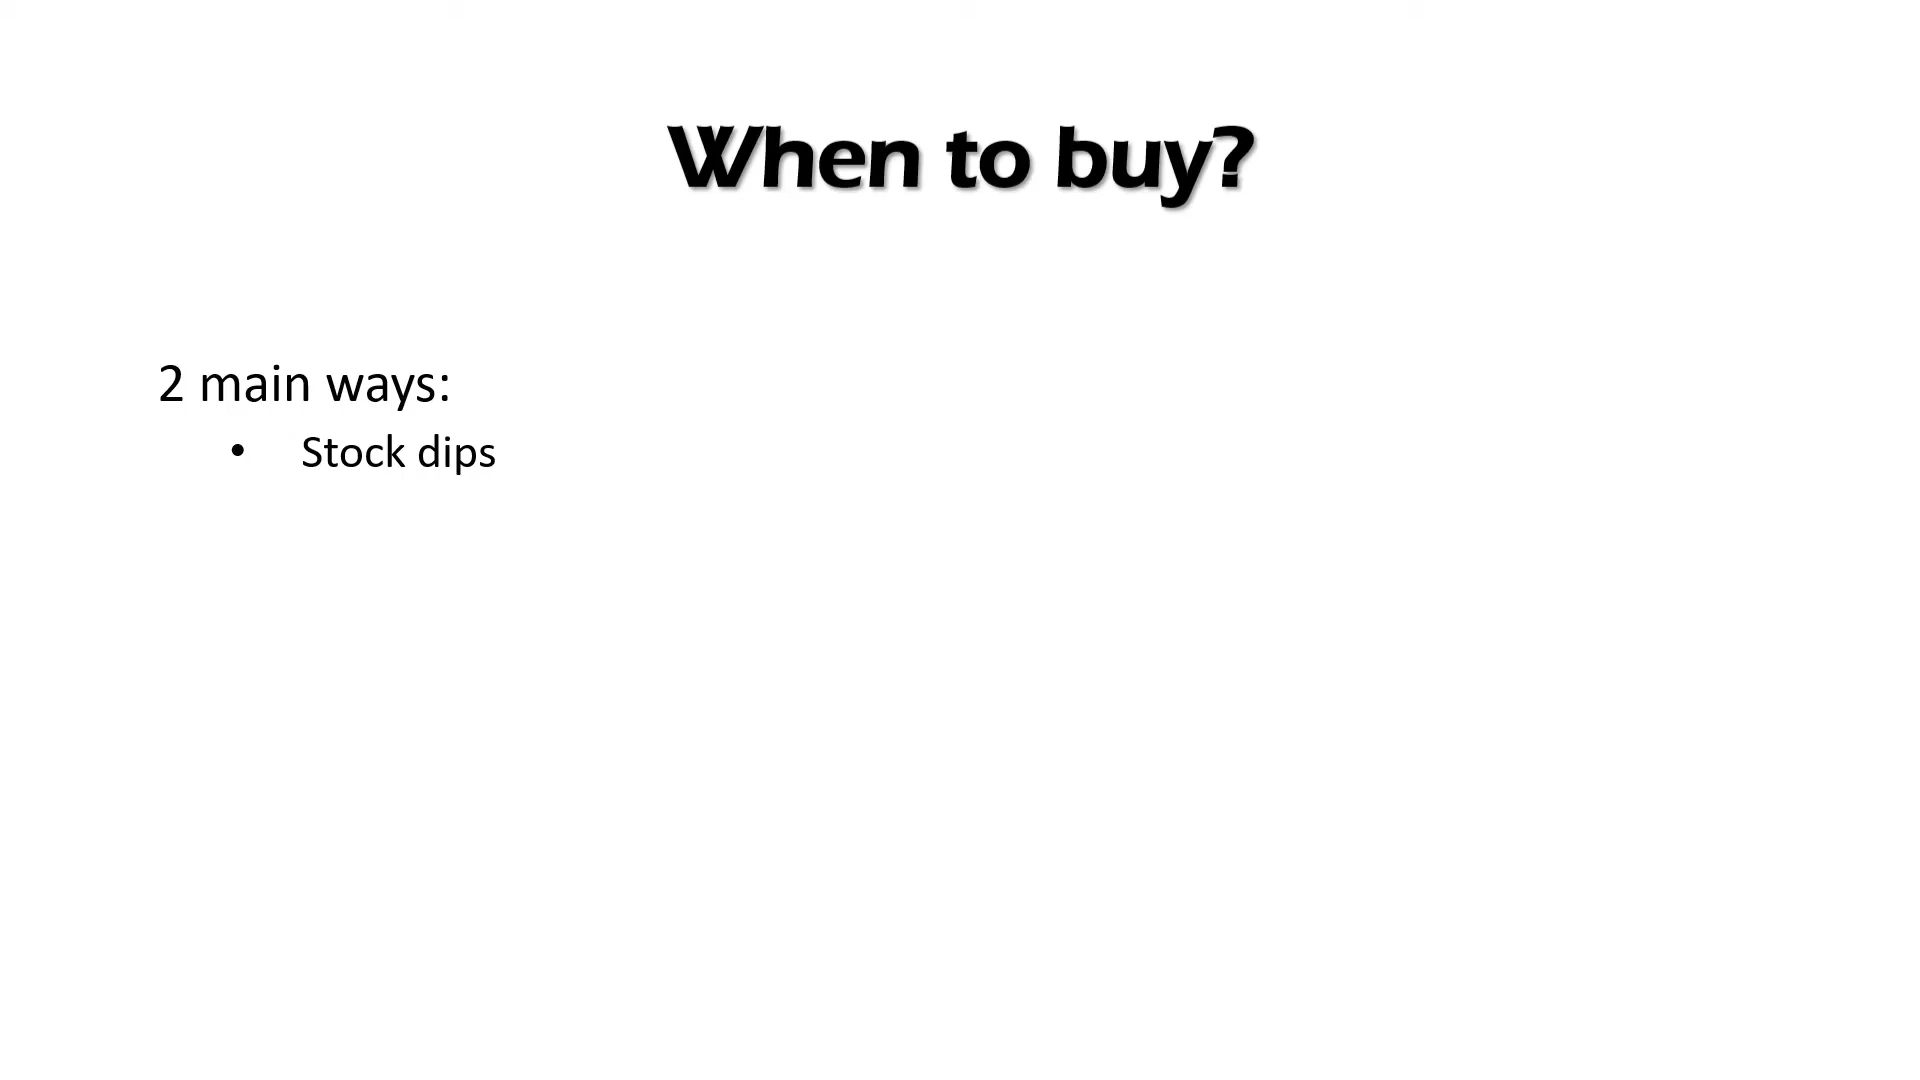 When to buy?
2 main ways:
• Stock dips